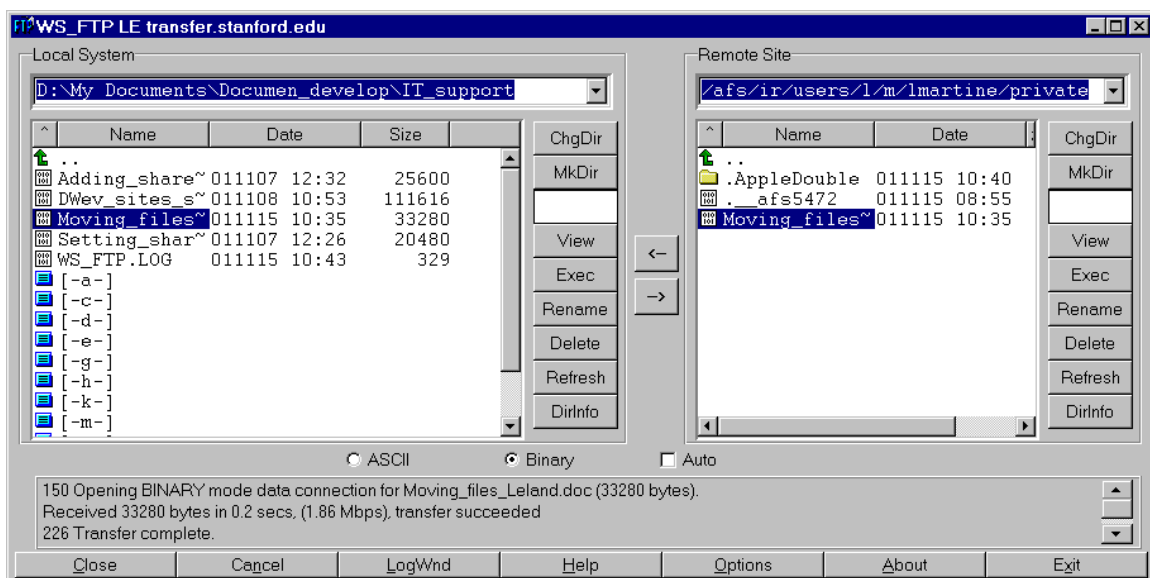 WS_FTP LE transfer.stanford.edu
Local System
D:\My Documents\Documen_develop\IT_support
^ Name Date Size
..
Adding_share~ 011107 12:32 25600
DWev_sites_s~ 011108 10:53 111616
Moving_files~ 011115 10:35 33280
Setting_shar~ 011107 12:26 20480
WS_FTP.LOG 011115 10:43 329
[-a-]
[-c-]
[-d-]
[-e-]
[-g-]
[-h-]
[-k-]
[-m-]
ChgDir
MkDir
View
Exec
Rename
Delete
Refresh
DirInfo
<-
->
Remote Site
/afs/ir/users/l/m/lmartine/private
^ Name Date
..
.AppleDouble 011115 10:40
.__afs5472 011115 08:55
Moving_files~ 011115 10:35
ChgDir
MkDir
View
Exec
Rename
Delete
Refresh
DirInfo
ASCII Binary Auto
150 Opening BINARY mode data connection for Moving_files_Leland.doc (33280 bytes).
Received 33280 bytes in 0.2 secs, (1.86 Mbps), transfer succeeded
226 Transfer complete.
Close Cancel LogWnd Help Options About Exit